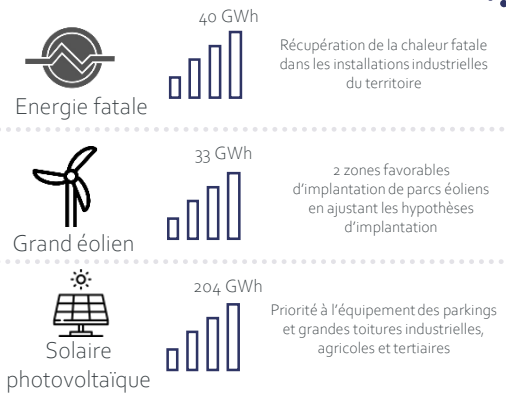 40 GWh
Récupération de la chaleur fatale
dans les installations industrielles
du territoire
Energie fatale
33 GWh
2 zones favorables
d'implantation de parcs éoliens
en ajustant les hypothèses
d'implantation
Grand éolien
204 GWh
Priorité à l'équipement des parkings
et grandes toitures industrielles,
agricoles et tertiaires
Solaire
photovoltaïque